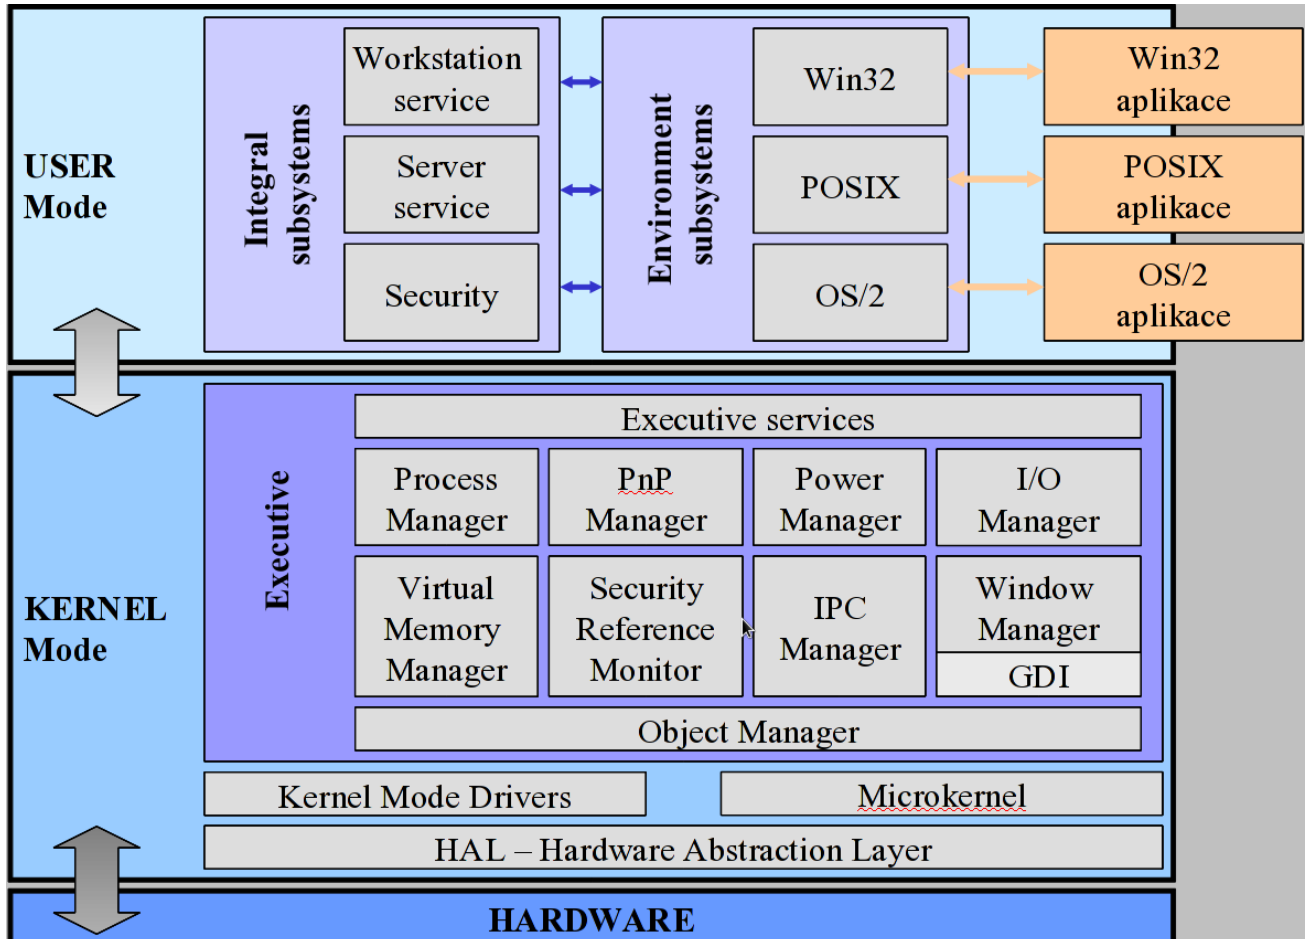 USER
Mode
Integral
subsystems
Workstation
service
Server
service
Security
Environment
subsystems
Win32
POSIX
OS/2
Win32
aplikace
POSIX
aplikace
OS/2
aplikace
KERNEL
Mode
Executive
Executive services
Process
Manager
PnP
Manager
Power
Manager
I/O
Manager
Virtual
Memory
Manager
Security
Reference
Monitor
IPC
Manager
Window
Manager
GDI
Object Manager
Kernel Mode Drivers
Microkernel
HAL – Hardware Abstraction Layer
HARDWARE